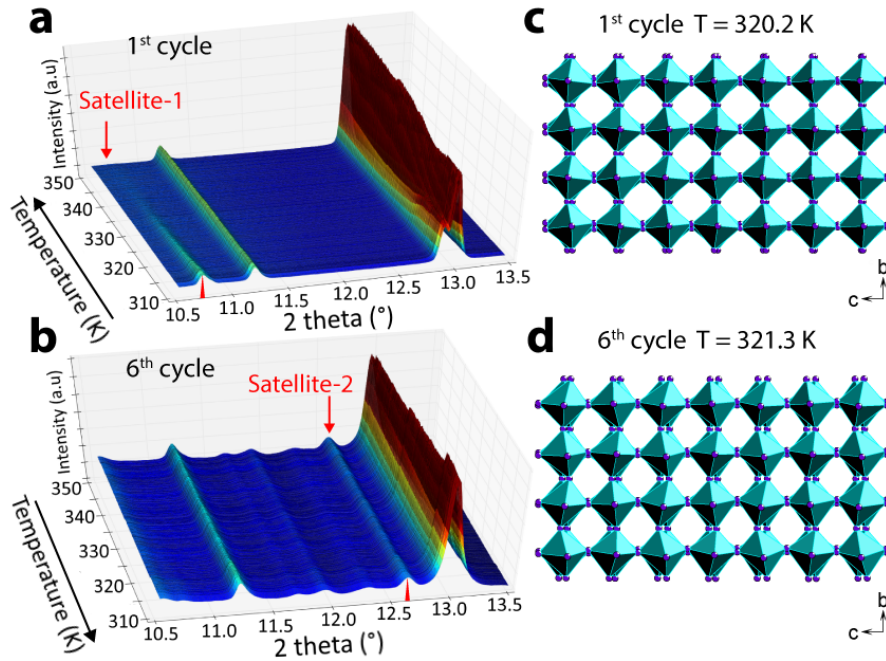 a
1st cycle
Satellite-1
Intensity (a.u)
350
340
330
320
310
Temperature (K)
10.5
11.0
11.5
12.0
12.5
13.0
13.5
2 theta (°)
b
6th cycle
Satellite-2
Intensity (a.u)
350
340
330
320
310
Temperature (K)
10.5
11.0
11.5
12.0
12.5
13.0
13.5
2 theta (°)
c
1st cycle T = 320.2 K
b
c
d
6th cycle T = 321.3 K
b
c